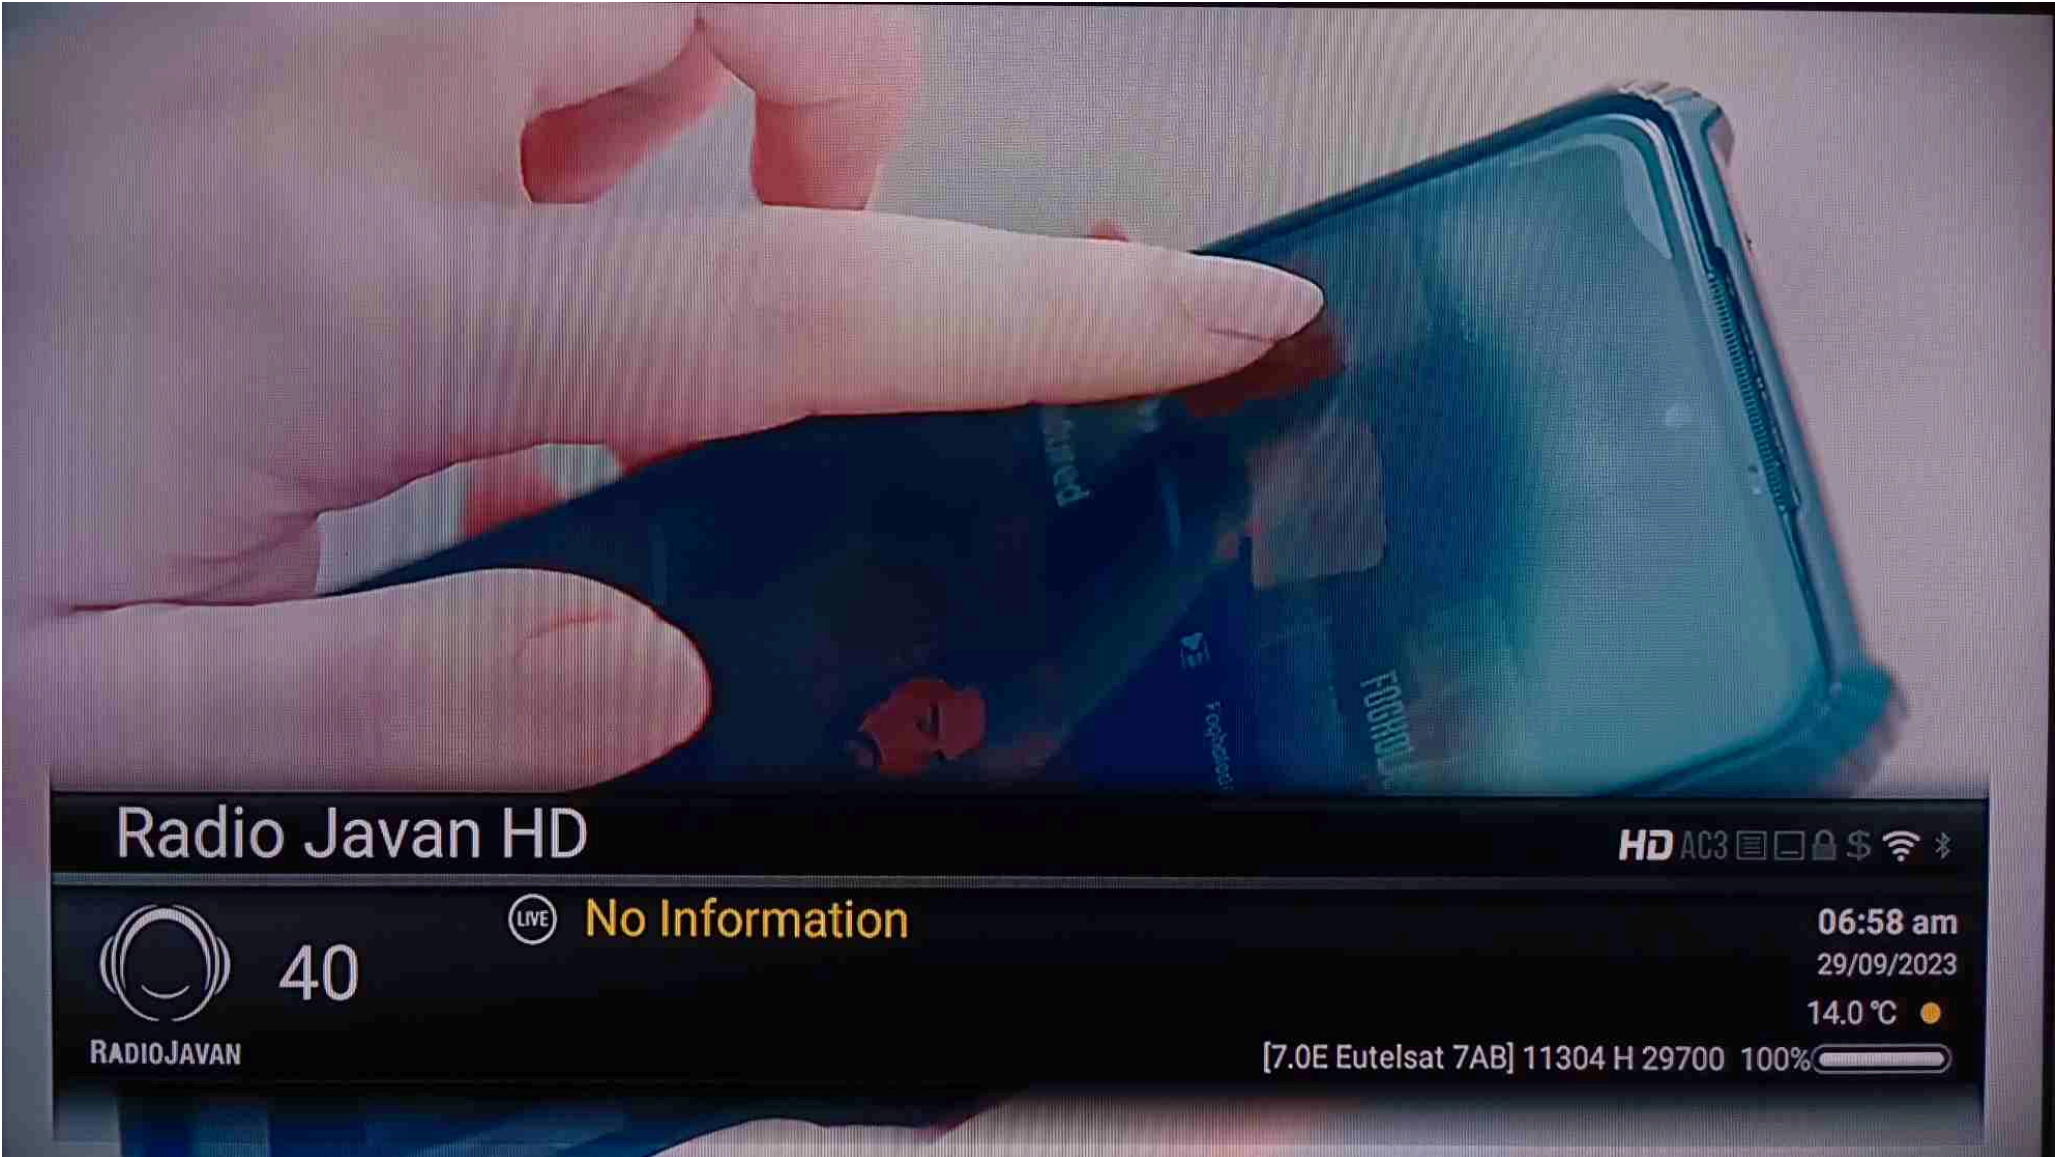 Radio Javan HD
HD AC3 $
LIVE No Information
40
RADIOJAVAN
06:58 am
29/09/2023
14.0 °C
[7.0E Eutelsat 7AB] 11304 H 29700 100%